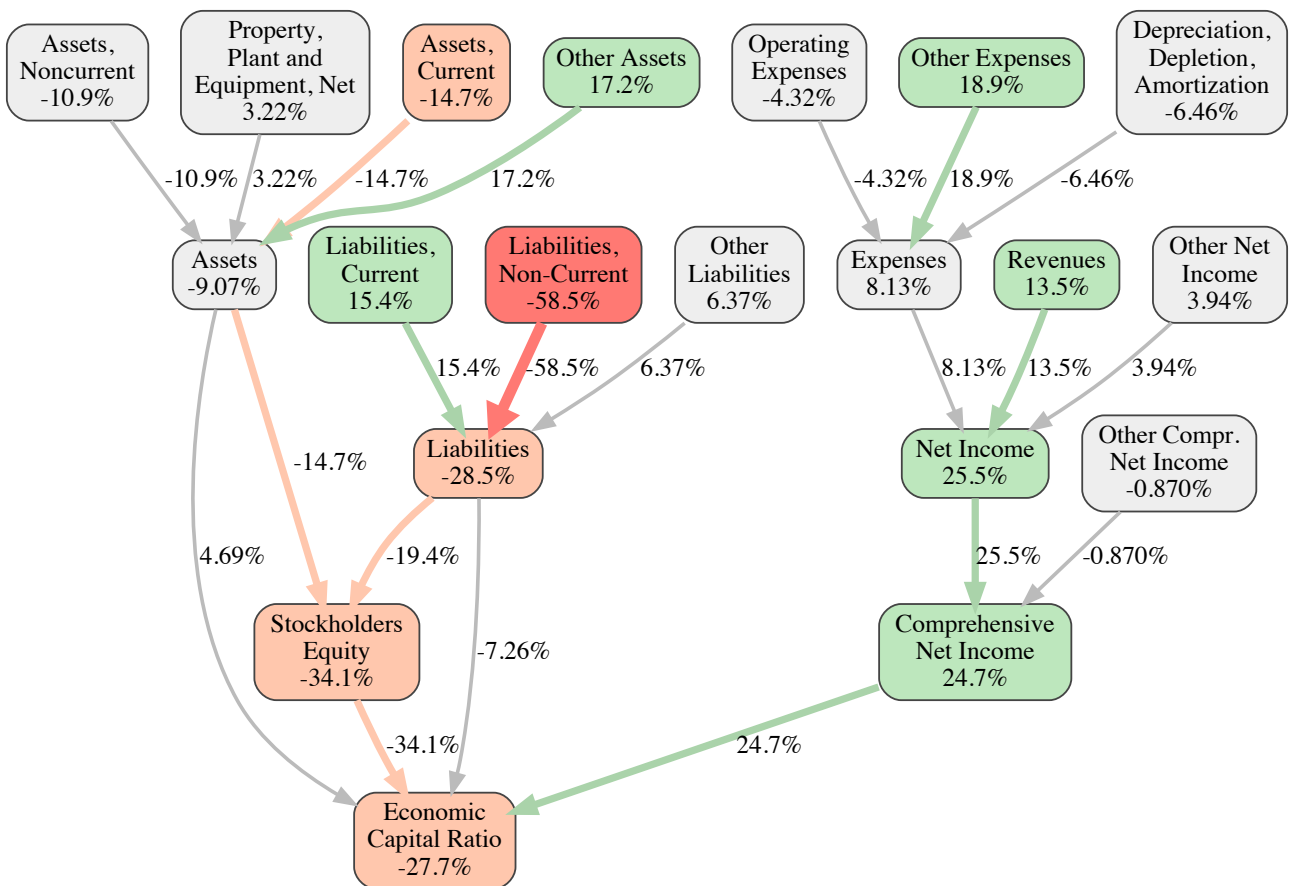 Assets,
Noncurrent
-10.9%
Property,
Plant and
Equipment, Net
3.22%
Assets,
Current
-14.7%
Other Assets
17.2%
Operating
Expenses
-4.32%
Other Expenses
18.9%
Depreciation,
Depletion,
Amortization
-6.46%
-10.9%
3.22%
-14.7%
17.2%
-4.32%
18.9%
-6.46%
Assets
-9.07%
Liabilities,
Current
15.4%
Liabilities,
Non-Current
-58.5%
Other
Liabilities
6.37%
Expenses
8.13%
Revenues
13.5%
Other Net
Income
3.94%
15.4%
-58.5%
6.37%
8.13%
13.5%
3.94%
-14.7%
Liabilities
-28.5%
Net Income
25.5%
Other Compr.
Net Income
-0.870%
4.69%
-19.4%
25.5%
-0.870%
Stockholders
Equity
-34.1%
-7.26%
Comprehensive
Net Income
24.7%
-34.1%
24.7%
Economic
Capital Ratio
-27.7%